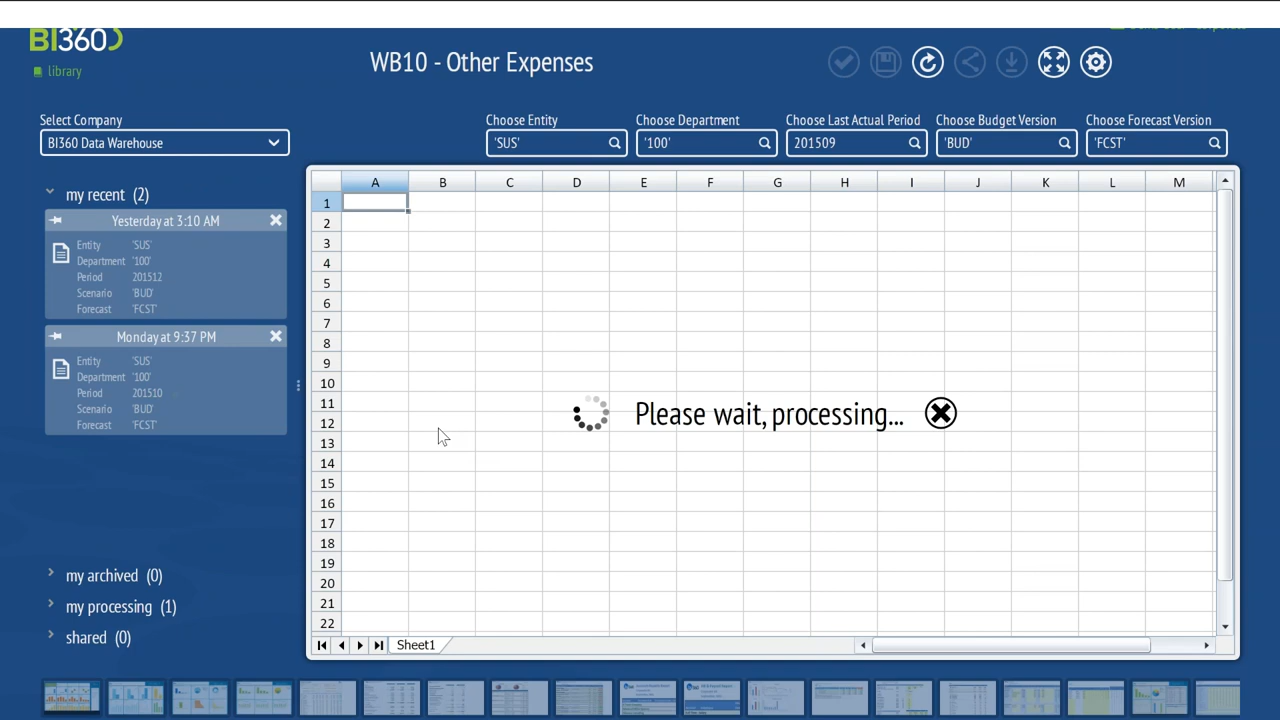 BI360
library
WB10 - Other Expenses
Select Company
BI360 Data Warehouse
Choose Entity
'SUS'
Choose Department
'100'
Choose Last Actual Period
201509
Choose Budget Version
'BUD'
Choose Forecast Version
'FCST'
my recent (2)
Yesterday at 3:10 AM
Entity 'SUS'
Department '100'
Period 201512
Scenario 'BUD'
Forecast 'FCST'
Monday at 9:37 PM
Entity 'SUS'
Department '100'
Period 201510
Scenario 'BUD'
Forecast 'FCST'
my archived (0)
my processing (1)
shared (0)
A B C D E F G H I J K L M
1
2
3
4
5
6
7
8
9
10
11
12
13
14
15
16
17
18
19
20
21
22
Please wait, processing...
Sheet1